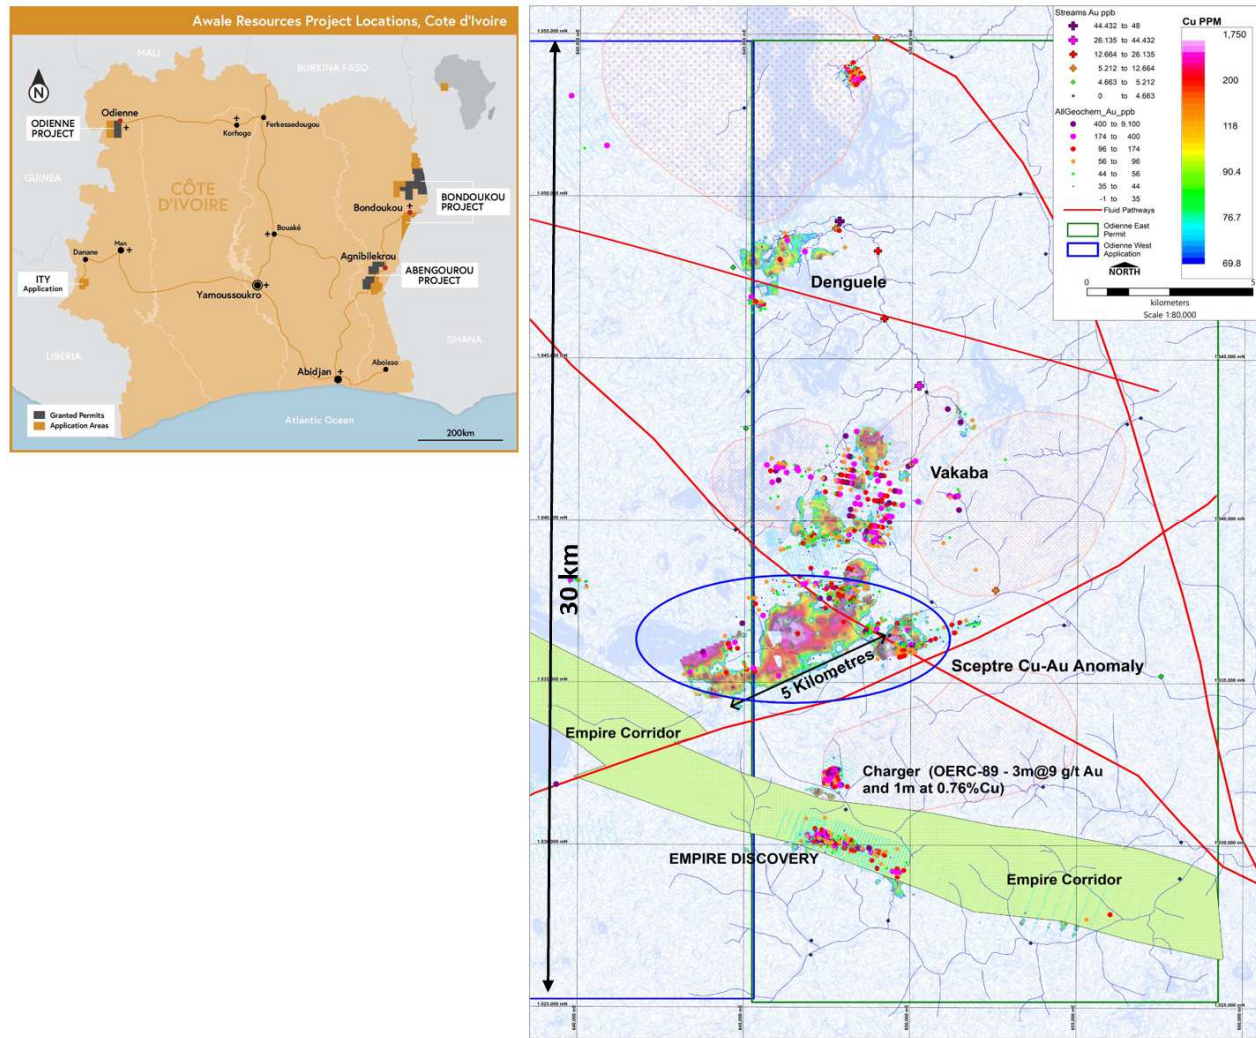 Awale Resources Project Locations, Cote d'Ivoire
MALI
BURKINA FASO
N
Odienne
ODIENNE
PROJECT
Korhogo
Ferkessedougou
GUINEA
CÔTE
D'IVOIRE
BONDOUKOU
PROJECT
Bondoukou
Bouaké
Man
Danane
Agnibilekrou
ITY
Application
ABENGOUROU
PROJECT
Yamoussoukro
LIBERIA
GHANA
Abidjan
Aboisso
Atlantic Ocean
Granted Permits
Application Areas
200km
Streams Au ppb
44.432 to 48
26.135 to 44.432
12.664 to 26.135
5.212 to 12.664
4.663 to 5.212
0 to 4.663
AllGeochem_Au_ppb
400 to 9,100
174 to 400
96 to 174
56 to 96
44 to 56
35 to 44
-1 to 35
Fluid Pathways
Odienne East
Permit
Odienne West
Application
NORTH
0 5
kilometers
Scale 1:80,000
Cu PPM
1,750
200
118
90.4
76.7
69.8
30 km
Denguele
Vakaba
Sceptre Cu-Au Anomaly
5 Kilometres
Empire Corridor
Charger (OERC-89 - 3m@9 g/t Au
and 1m at 0.76%Cu)
EMPIRE DISCOVERY
Empire Corridor